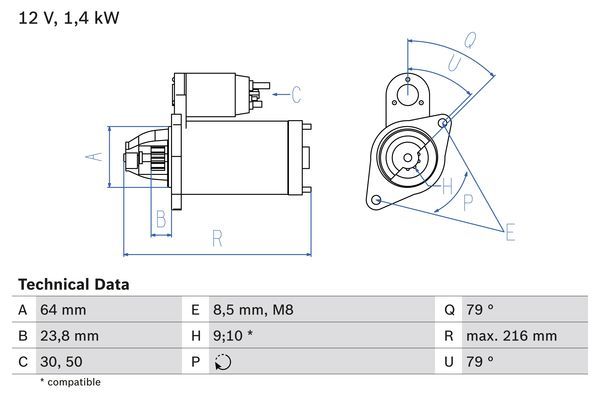 12 V, 1,4 kW
Q
U
C
A
B
R
H
P
E
Technical Data
A 64 mm E 8,5 mm, M8 Q 79 °
B 23,8 mm H 9;10 * R max. 216 mm
C 30, 50 P U 79 °
* compatible